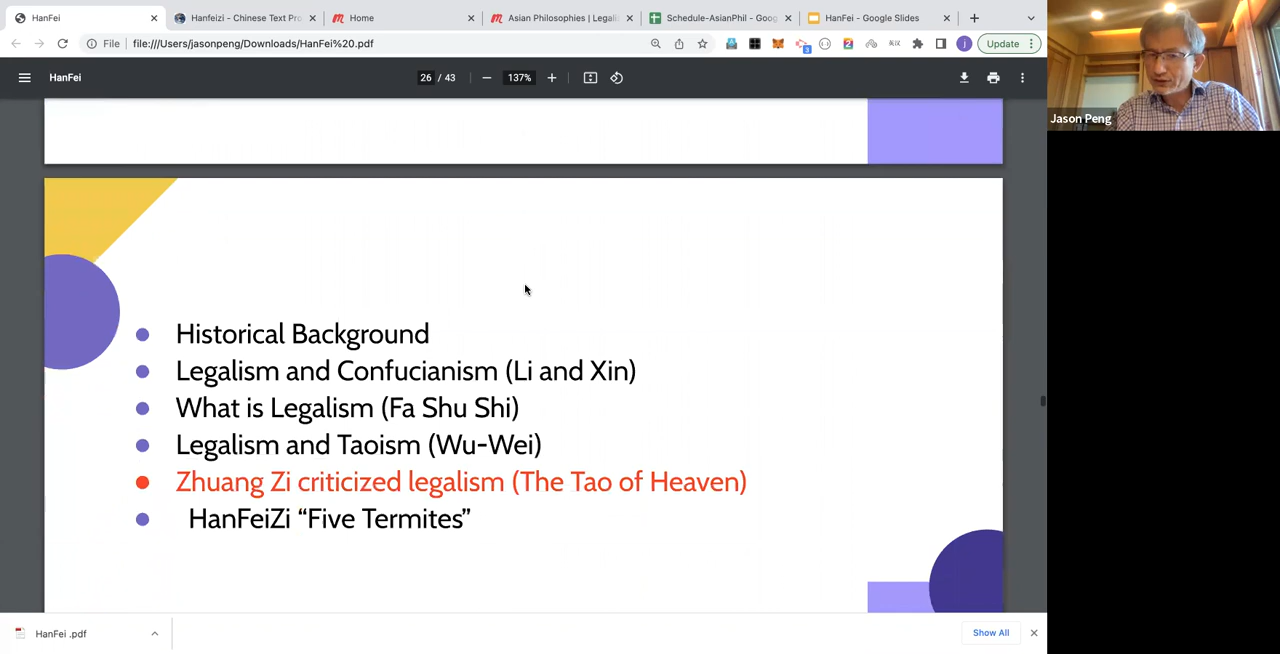 HanFei
Hanfeizi - Chinese Text Pro
Home
Asian Philosophies | Legali
Schedule-AsianPhil - Goog
HanFei - Google Slides
File
file:///Users/jasonpeng/Downloads/HanFei%20.pdf
3
2
j
Update
HanFei
26 / 43
137%
Jason Peng
Historical Background
Legalism and Confucianism (Li and Xin)
What is Legalism (Fa Shu Shi)
Legalism and Taoism (Wu-Wei)
Zhuang Zi criticized legalism (The Tao of Heaven)
HanFeiZi “Five Termites”
HanFei .pdf
Show All